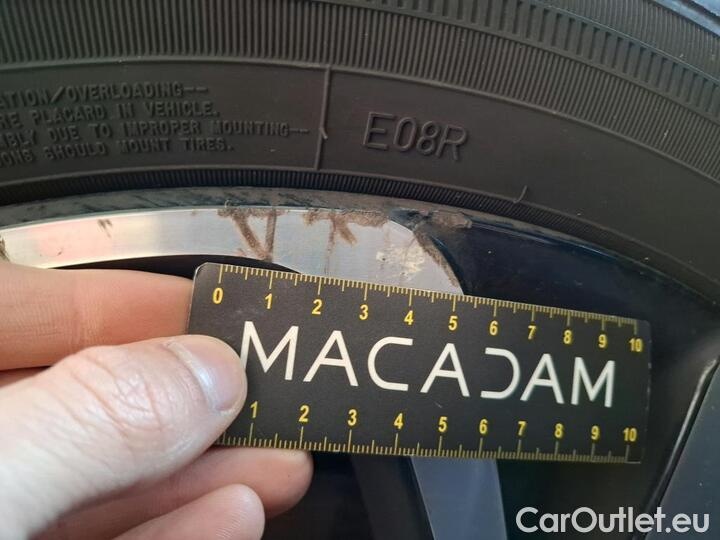 ATION/OVERLOADING--
RE PLACARD IN VEHICLE.
MBLY DUE TO IMPROPER MOUNTING--
ONS SHOULD MOUNT TIRES.
E08R
0 1 2 3 4 5 6 7 8 9 10
MACADAM
1 2 3 4 5 6 7 8 9 10
CarOutlet.eu